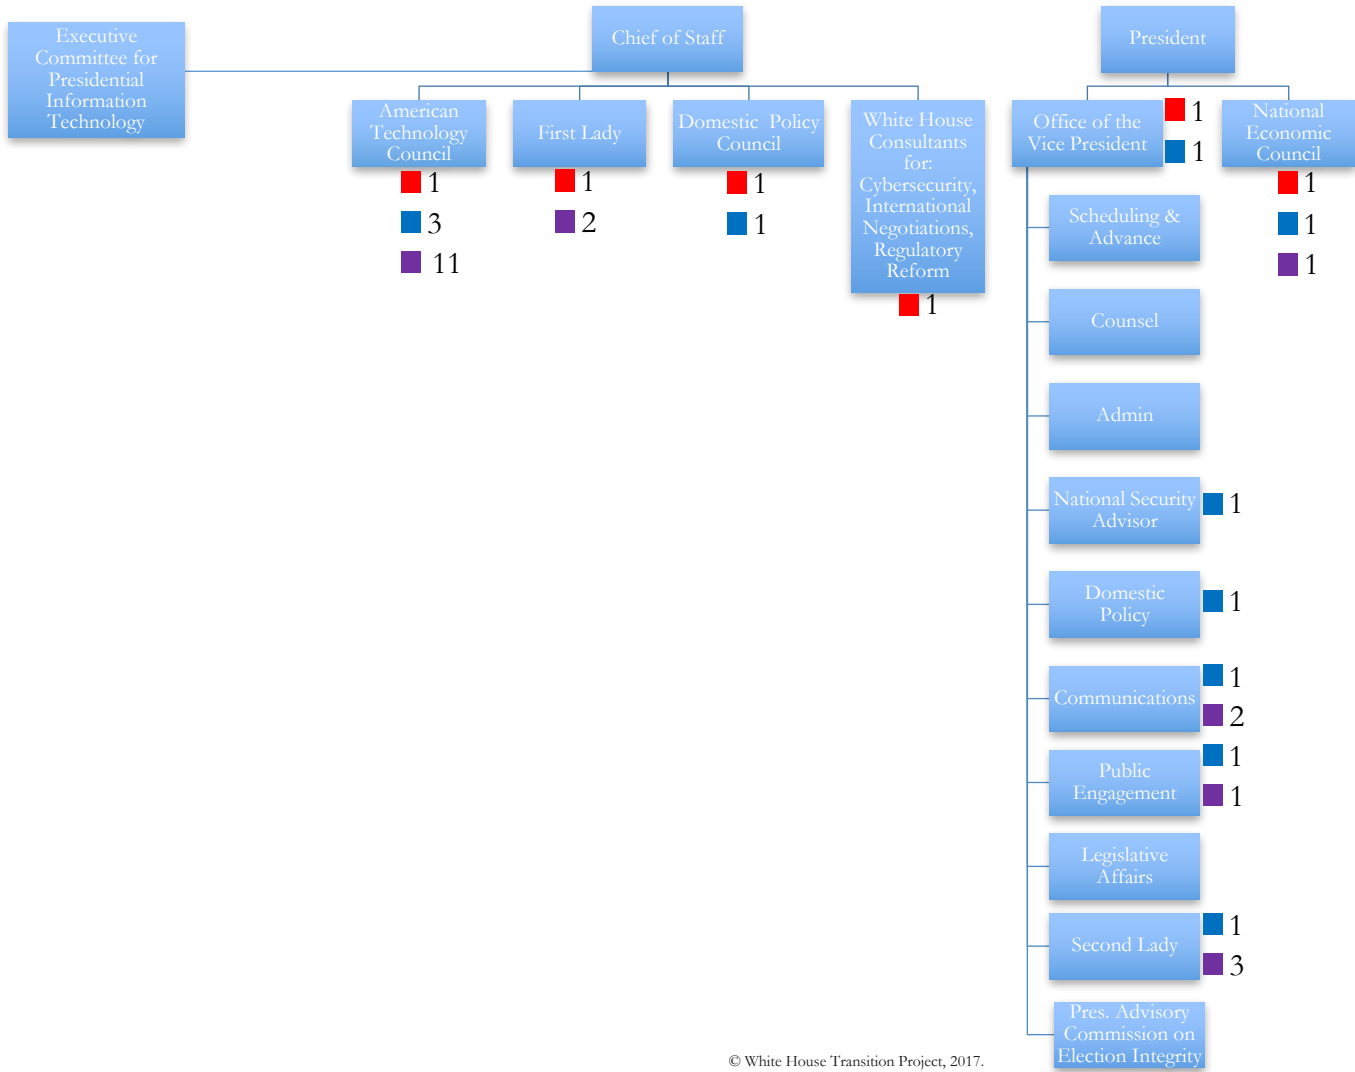 Executive
Committee for
Presidential
Information
Technology
Chief of Staff
President
American
Technology
Council
1
3
11
First Lady
1
2
Domestic Policy
Council
1
1
White House
Consultants
for:
Cybersecurity,
International
Negotiations,
Regulatory
Reform
1
Office of the
Vice President
1
1
National
Economic
Council
1
1
1
Scheduling &
Advance
Counsel
Admin
National Security
Advisor
1
Domestic
Policy
1
Communications
1
2
Public
Engagement
1
1
Legislative
Affairs
Second Lady
1
3
Pres. Advisory
Commission on
Election Integrity
© White House Transition Project, 2017.